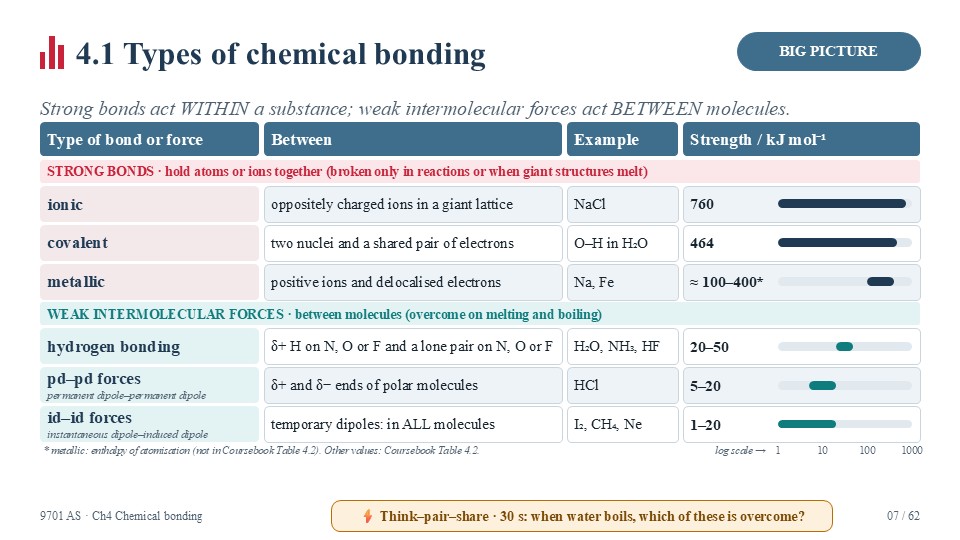 4.1 Types of chemical bonding
BIG PICTURE
Strong bonds act WITHIN a substance; weak intermolecular forces act BETWEEN molecules.
Type of bond or force Between Example Strength / kJ mol⁻¹
STRONG BONDS · hold atoms or ions together (broken only in reactions or when giant structures melt)
ionic oppositely charged ions in a giant lattice NaCl 760
covalent two nuclei and a shared pair of electrons O–H in H₂O 464
metallic positive ions and delocalised electrons Na, Fe ≈ 100–400*
WEAK INTERMOLECULAR FORCES · between molecules (overcome on melting and boiling)
hydrogen bonding δ+ H on N, O or F and a lone pair on N, O or F H₂O, NH₃, HF 20–50
pd–pd forces δ+ and δ− ends of polar molecules HCl 5–20
permanent dipole–permanent dipole
id–id forces temporary dipoles: in ALL molecules I₂, CH₄, Ne 1–20
instantaneous dipole–induced dipole
* metallic: enthalpy of atomisation (not in Coursebook Table 4.2). Other values: Coursebook Table 4.2. log scale → 1 10 100 1000
9701 AS · Ch4 Chemical bonding
Think–pair–share · 30 s: when water boils, which of these is overcome?
07 / 62